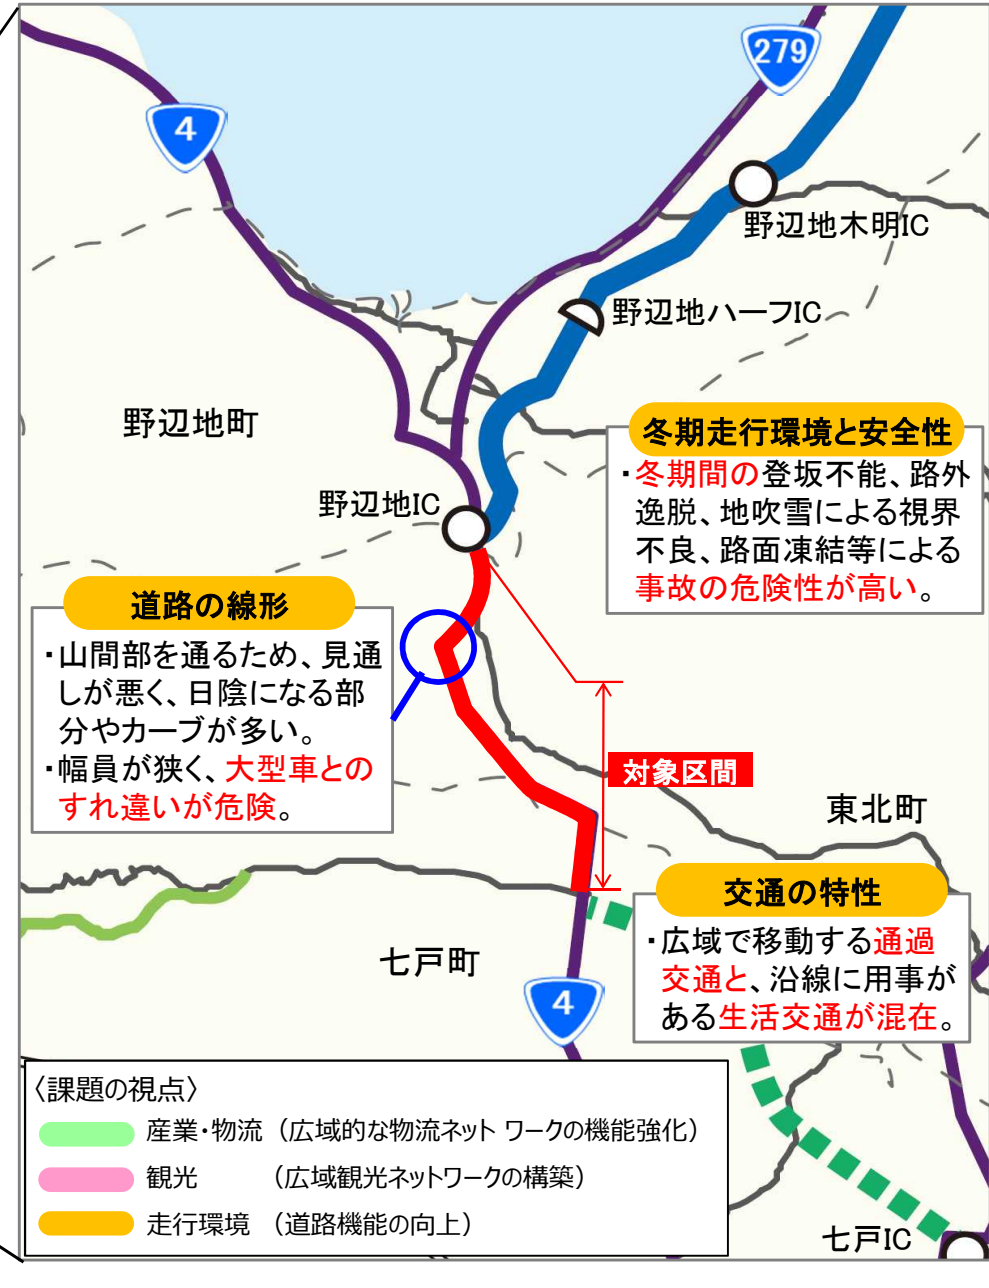 279
4
野辺地木明IC
野辺地ハーフIC
野辺地町
冬期走行環境と安全性
・冬期間の登坂不能、路外
逸脱、地吹雪による視界
不良、路面凍結等による
事故の危険性が高い。
野辺地IC
道路の線形
・山間部を通るため、見通
しが悪く、日陰になる部
分やカーブが多い。
・幅員が狭く、大型車との
すれ違いが危険。
対象区間
東北町
交通の特性
・広域で移動する通過
交通と、沿線に用事が
ある生活交通が混在。
七戸町
4
〈課題の視点〉
産業・物流（広域的な物流ネット ワークの機能強化）
観光　　　（広域観光ネットワークの構築）
走行環境　（道路機能の向上）
七戸IC